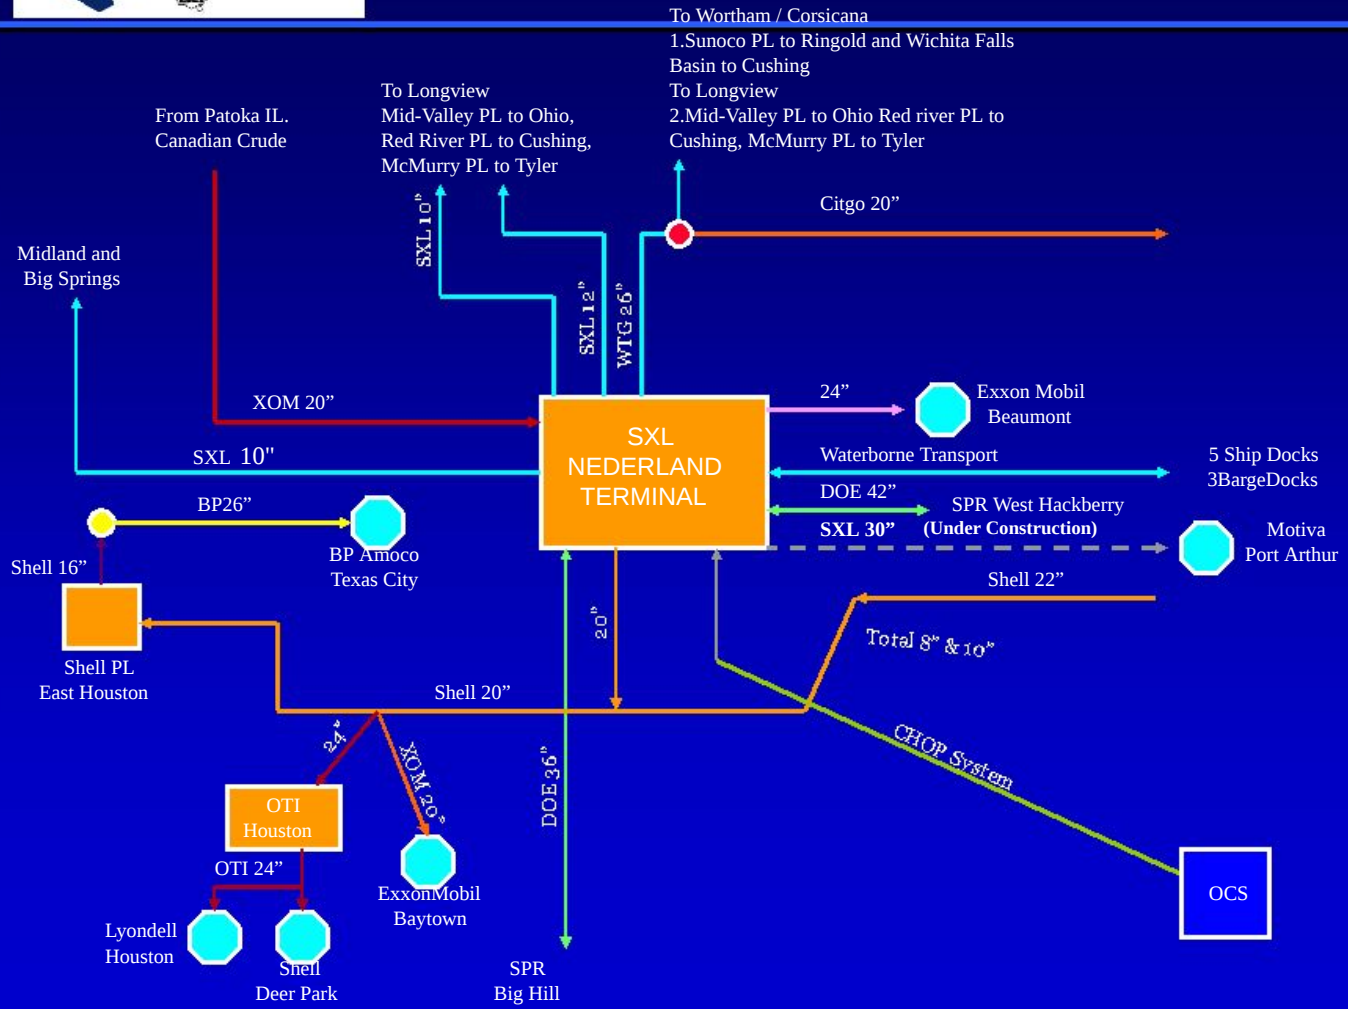 To Wortham / Corsicana
1.Sunoco PL to Ringold and Wichita Falls
Basin to Cushing
To Longview
2.Mid-Valley PL to Ohio Red river PL to
Cushing, McMurry PL to Tyler
To Longview
Mid-Valley PL to Ohio,
Red River PL to Cushing,
McMurry PL to Tyler
From Patoka IL.
Canadian Crude
SXL 10”
Citgo 20”
Midland and
Big Springs
SXL 12”
WTG 26”
XOM 20”
24”
Exxon Mobil
Beaumont
SXL
NEDERLAND
TERMINAL
SXL 10"
Waterborne Transport
5 Ship Docks
3BargeDocks
BP26”
DOE 42”
SPR West Hackberry
SXL 30”
(Under Construction)
Motiva
Port Arthur
BP Amoco
Texas City
Shell 16”
Shell 22”
20”
Total 8” & 10”
Shell PL
East Houston
Shell 20”
24”
XOM 20”
DOE 36”
CHOP System
OTI
Houston
OTI 24”
ExxonMobil
Baytown
OCS
Lyondell
Houston
Shell
Deer Park
SPR
Big Hill